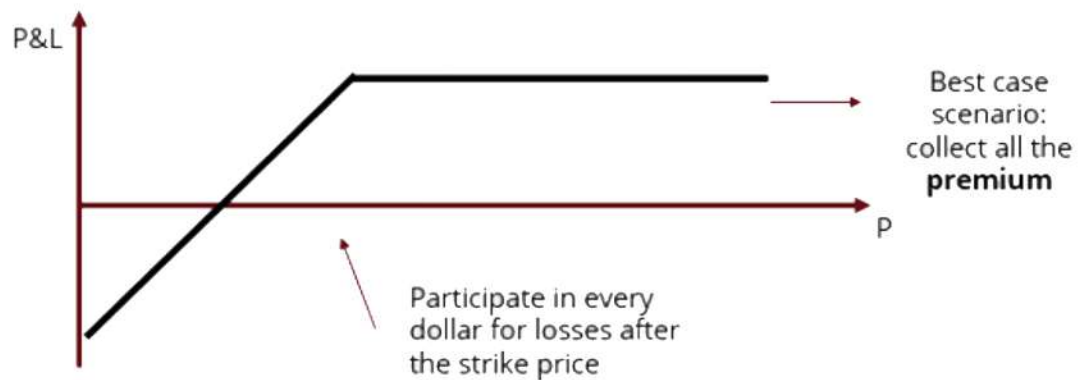 P&L
Best case
scenario:
collect all the
premium
P
Participate in every
dollar for losses after
the strike price